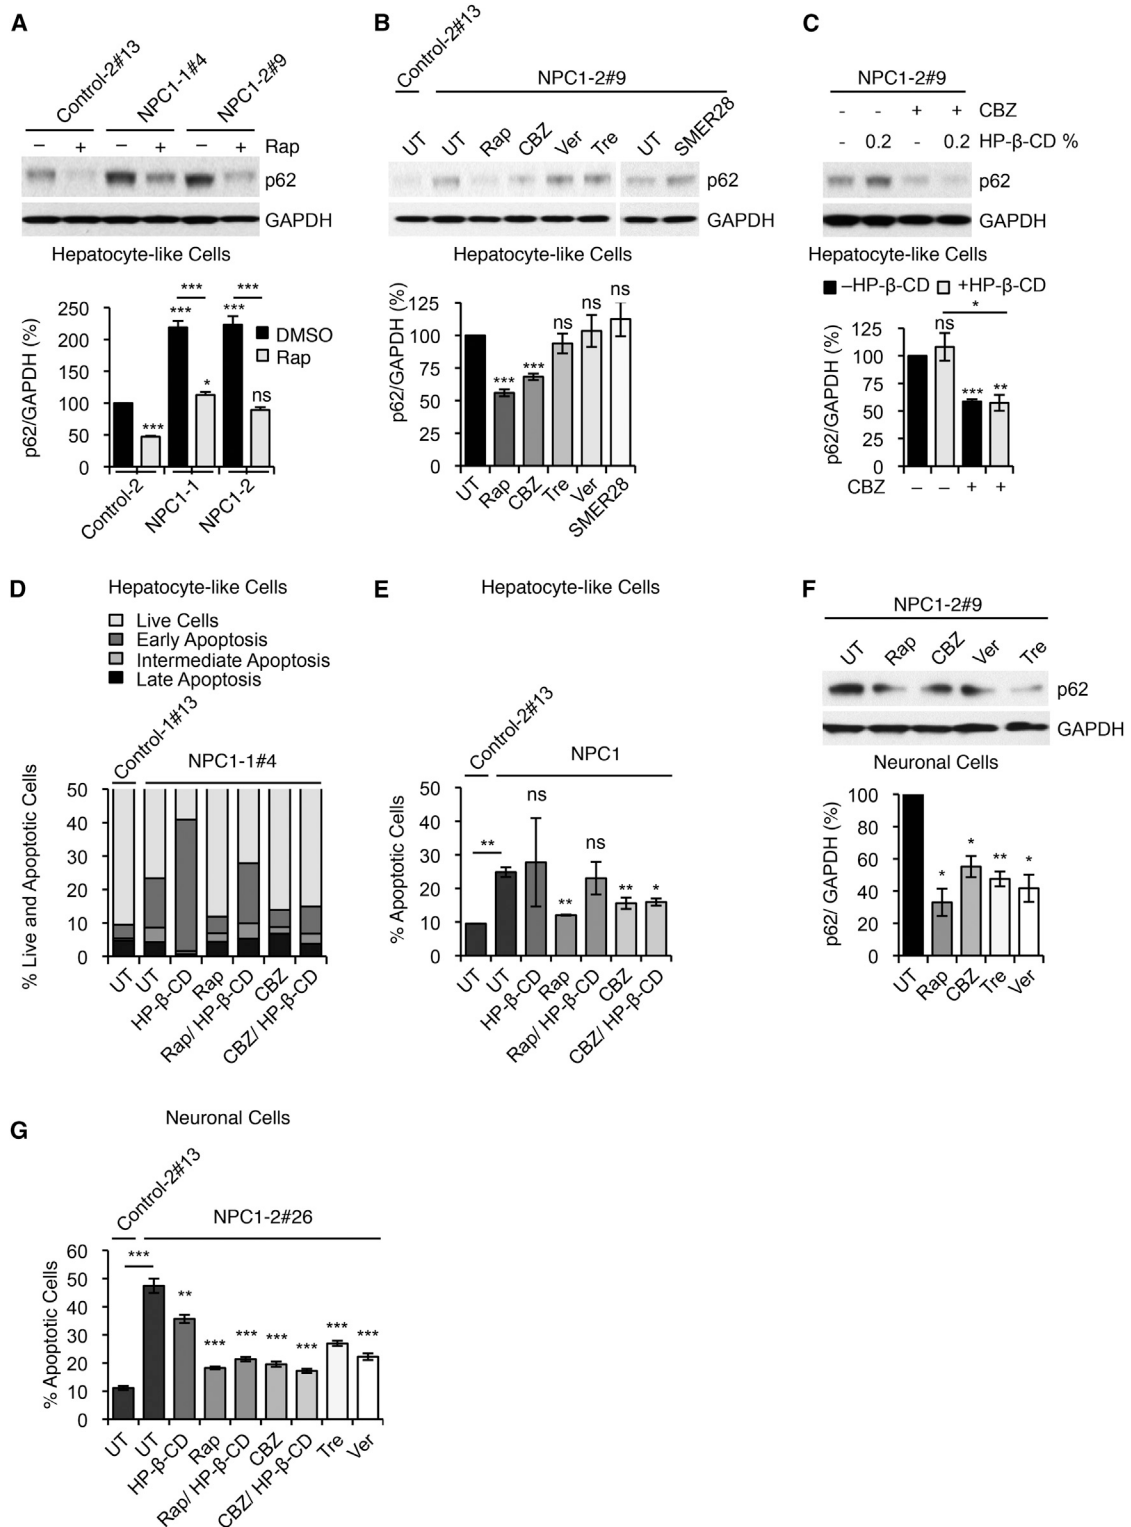 A
Control-2#13
NPC1-1#4
NPC1-2#9
– + – + – + Rap
p62
GAPDH
Hepatocyte-like Cells
p62/GAPDH (%)
250
200
150
100
50
0
***
***
***
***
***
*
ns
DMSO
Rap
Control-2
NPC1-1
NPC1-2
B
Control-2#13
NPC1-2#9
UT UT Rap CBZ Ver Tre UT SMER28
p62
GAPDH
Hepatocyte-like Cells
p62/GAPDH (%)
125
100
75
50
25
0
***
***
ns
ns
ns
UT Rap CBZ Tre Ver SMER28
C
NPC1-2#9
- - + + CBZ
- 0.2 - 0.2 HP-β-CD %
p62
GAPDH
Hepatocyte-like Cells
–HP-β-CD +HP-β-CD
p62/GAPDH (%)
125
100
75
50
25
0
ns
*
***
**
CBZ – – + +
D
Hepatocyte-like Cells
Live Cells
Early Apoptosis
Intermediate Apoptosis
Late Apoptosis
Control-1#13
NPC1-1#4
% Live and Apoptotic Cells
50
40
30
20
10
0
UT UT HP-β-CD Rap Rap/ HP-β-CD CBZ CBZ/ HP-β-CD
E
Hepatocyte-like Cells
Control-2#13
NPC1
% Apoptotic Cells
50
40
30
20
10
0
**
ns
**
ns
**
*
UT UT HP-β-CD Rap Rap/ HP-β-CD CBZ CBZ/ HP-β-CD
F
NPC1-2#9
UT Rap CBZ Ver Tre
p62
GAPDH
Neuronal Cells
p62/ GAPDH (%)
100
80
60
40
20
0
*
*
**
*
UT Rap CBZ Tre Ver
G
Neuronal Cells
Control-2#13
NPC1-2#26
% Apoptotic Cells
60
50
40
30
20
10
0
***
**
***
***
***
***
***
***
UT UT HP-β-CD Rap Rap/ HP-β-CD CBZ CBZ/ HP-β-CD Tre Ver